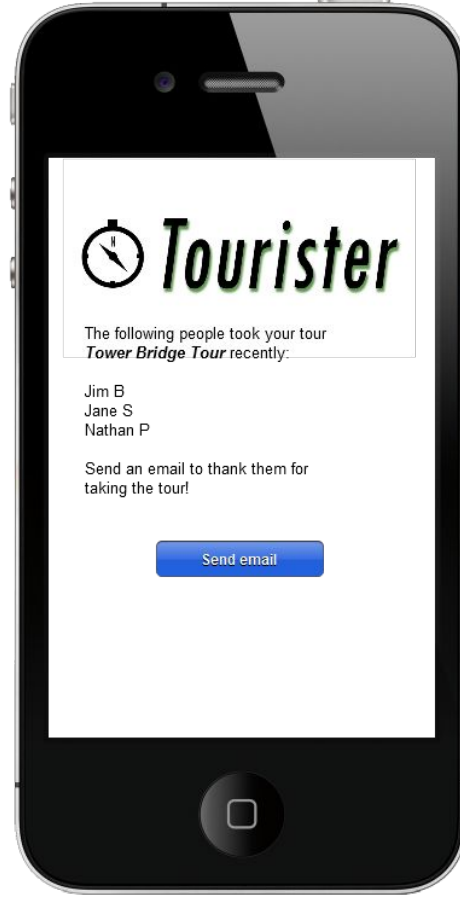 N
Tourister
The following people took your tour
Tower Bridge Tour recently:
Jim B
Jane S
Nathan P
Send an email to thank them for
taking the tour!
Send email